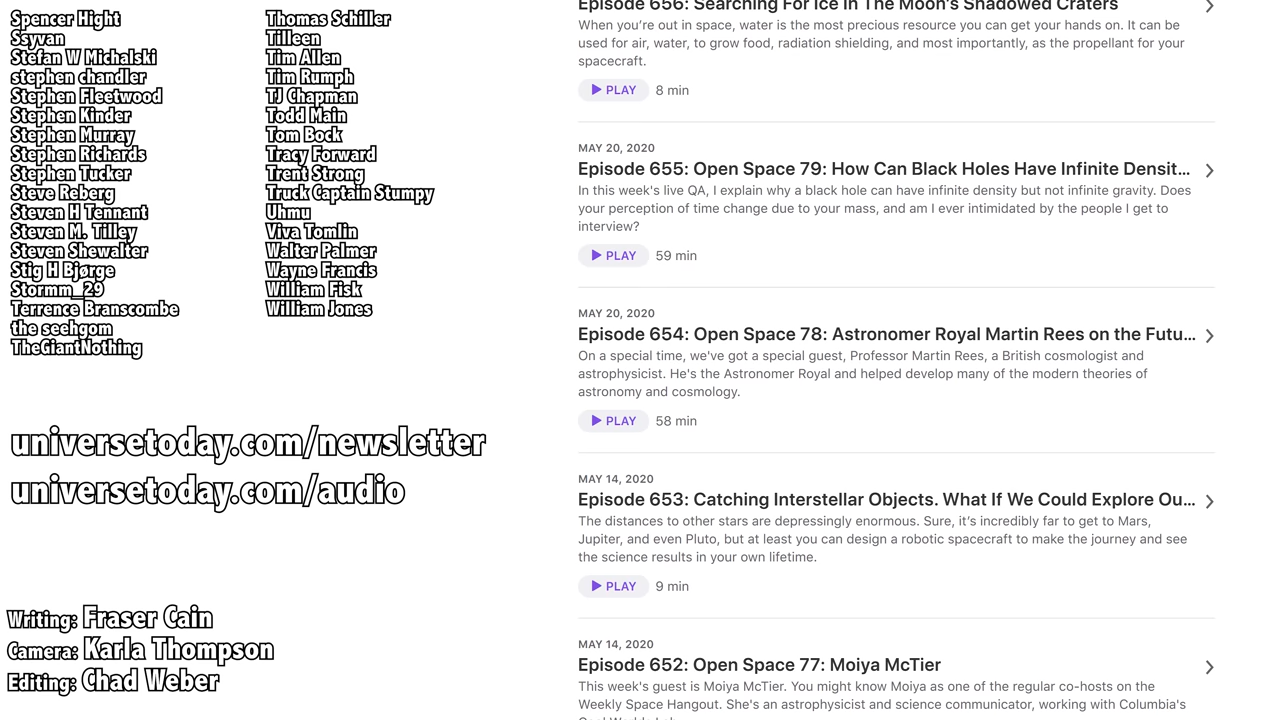 Spencer Hight
Ssyvan
Stefan W Michalski
stephen chandler
Stephen Fleetwood
Stephen Kinder
Stephen Murray
Stephen Richards
Stephen Tucker
Steve Reberg
Steven H Tennant
Steven M. Tilley
Steven Shewalter
Stig H Bjørge
Stormm_29
Terrence Branscombe
the seehgom
TheGiantNothing
Thomas Schiller
Tilleen
Tim Allen
Tim Rumph
TJ Chapman
Todd Main
Tom Bock
Tracy Forward
Trent Strong
Truck Captain Stumpy
Uhmu
Viva Tomlin
Walter Palmer
Wayne Francis
William Fisk
William Jones
universetoday.com/newsletter
universetoday.com/audio
Writing: Fraser Cain
Camera: Karla Thompson
Editing: Chad Weber
Episode 656: Searching For Ice In The Moon's Shadowed Craters
When you're out in space, water is the most precious resource you can get your hands on. It can be
used for air, water, to grow food, radiation shielding, and most importantly, as the propellant for your
spacecraft.
PLAY 8 min
MAY 20, 2020
Episode 655: Open Space 79: How Can Black Holes Have Infinite Densit...
In this week's live QA, I explain why a black hole can have infinite density but not infinite gravity. Does
your perception of time change due to your mass, and am I ever intimidated by the people I get to
interview?
PLAY 59 min
MAY 20, 2020
Episode 654: Open Space 78: Astronomer Royal Martin Rees on the Futu...
On a special time, we've got a special guest, Professor Martin Rees, a British cosmologist and
astrophysicist. He's the Astronomer Royal and helped develop many of the modern theories of
astronomy and cosmology.
PLAY 58 min
MAY 14, 2020
Episode 653: Catching Interstellar Objects. What If We Could Explore Ou...
The distances to other stars are depressingly enormous. Sure, it's incredibly far to get to Mars,
Jupiter, and even Pluto, but at least you can design a robotic spacecraft to make the journey and see
the science results in your own lifetime.
PLAY 9 min
MAY 14, 2020
Episode 652: Open Space 77: Moiya McTier
This week's guest is Moiya McTier. You might know Moiya as one of the regular co-hosts on the
Weekly Space Hangout. She's an astrophysicist and science communicator, working with Columbia's